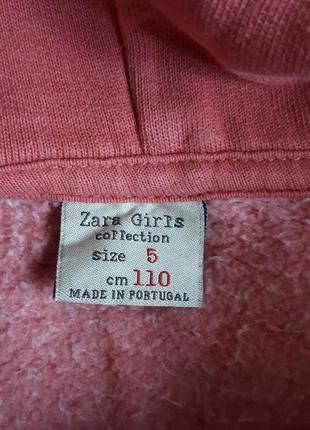 Zara Girls
collection
size 5
cm 110
MADE IN PORTUGAL